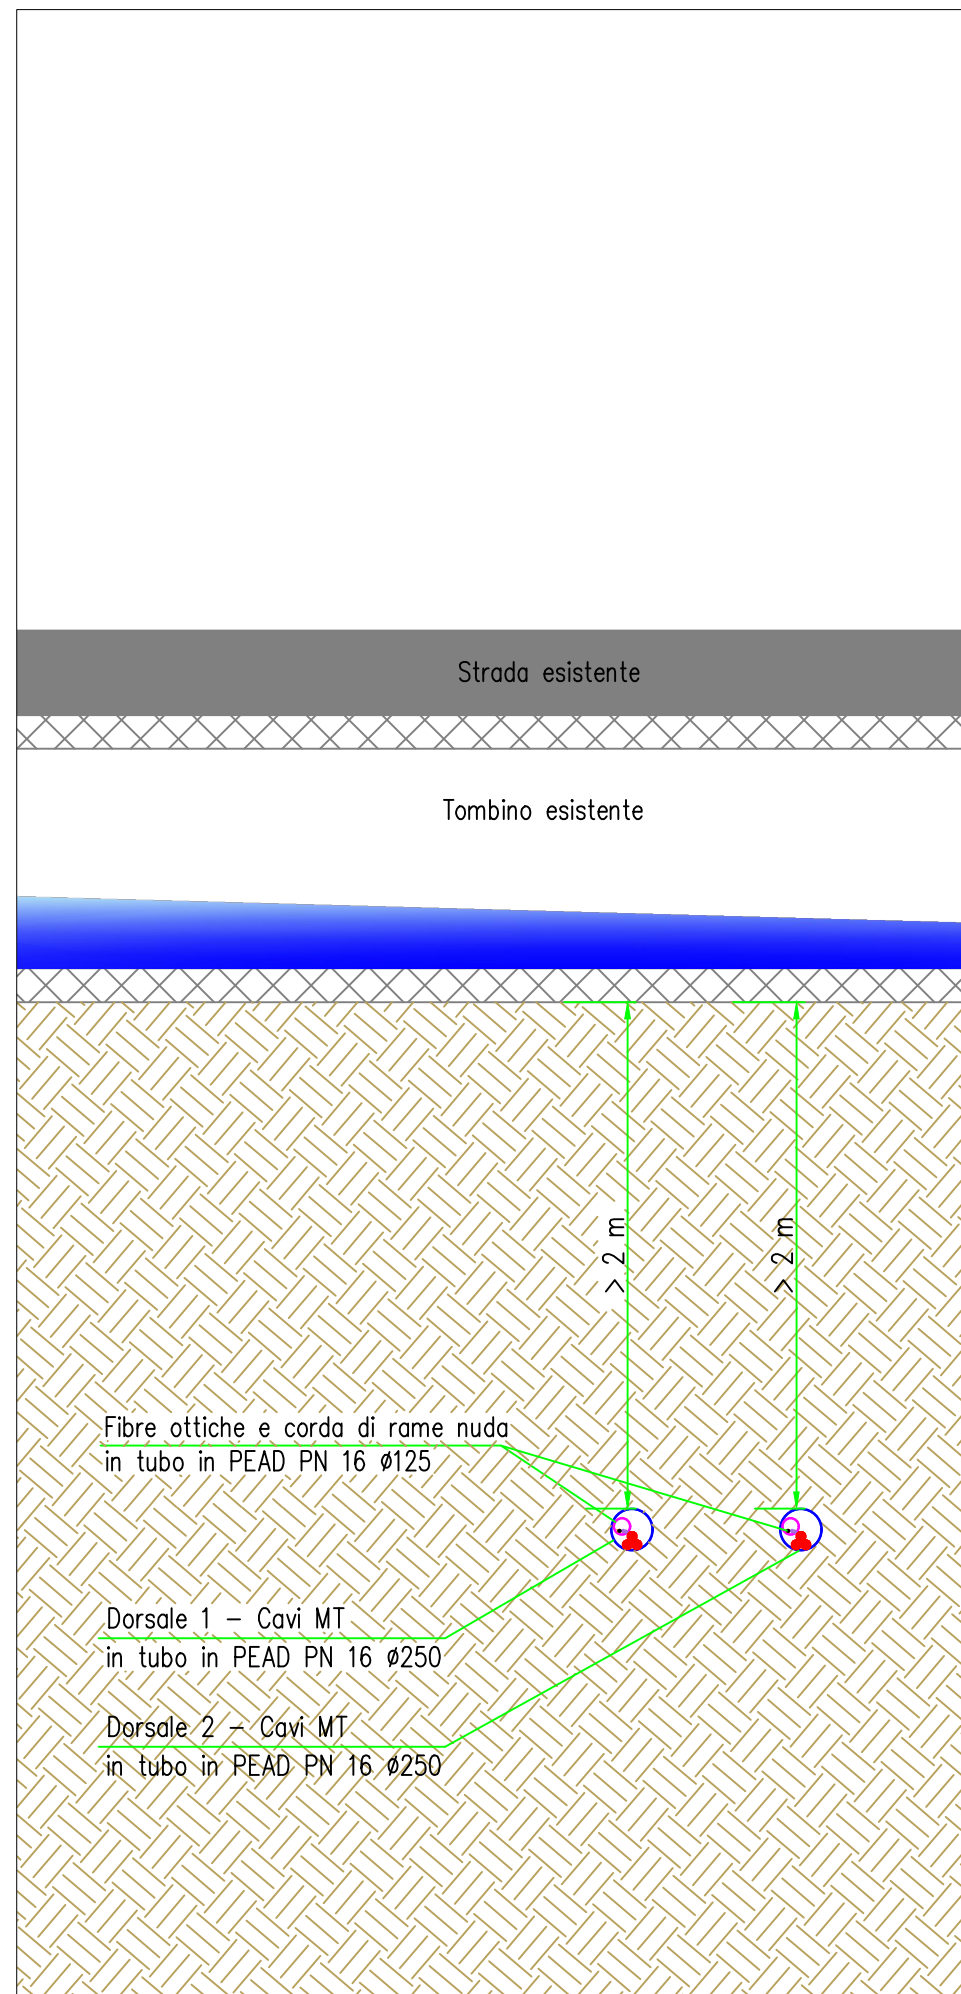 Strada esistente
Tombino esistente
> 2 m
> 2 m
Fibre ottiche e corda di rame nuda
in tubo in PEAD PN 16 ø125
Dorsale 1 - Cavi MT
in tubo in PEAD PN 16 ø250
Dorsale 2 - Cavi MT
in tubo in PEAD PN 16 ø250